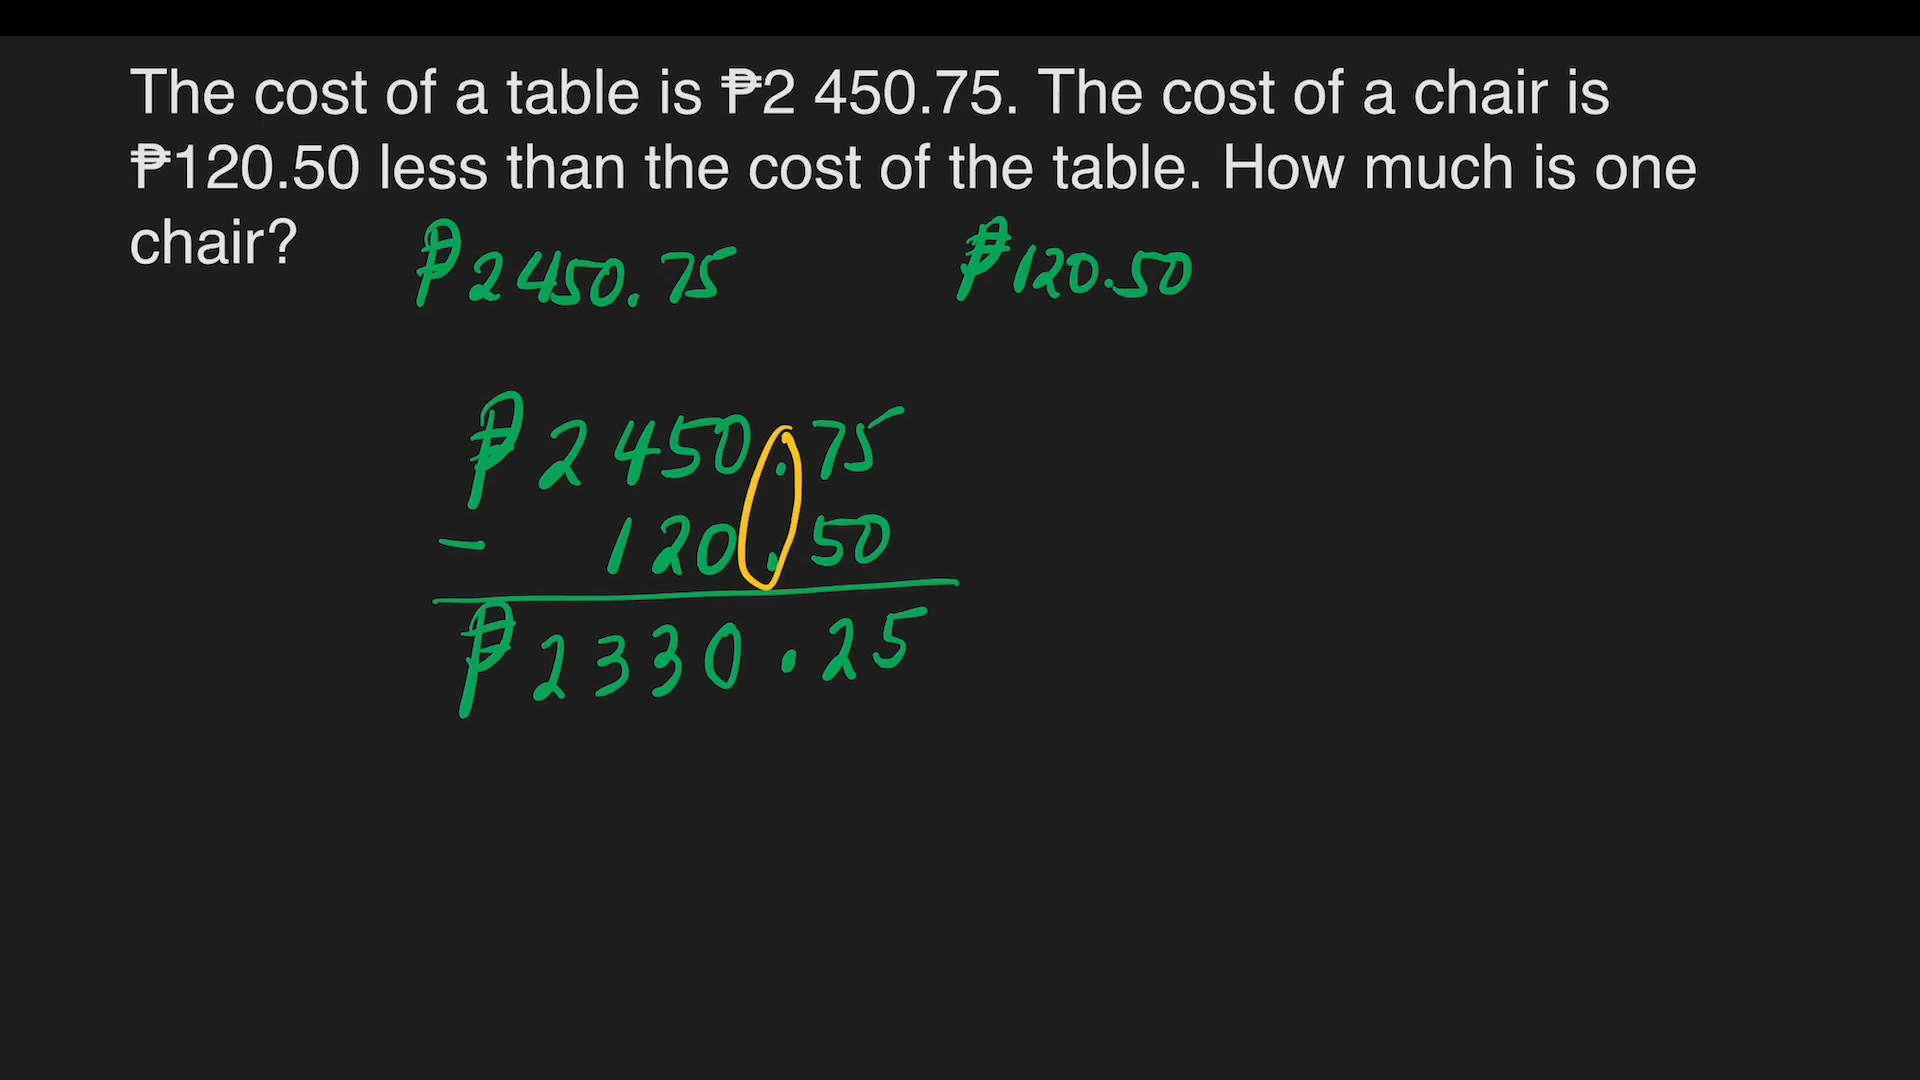 The cost of a table is ₱2 450.75. The cost of a chair is
₱120.50 less than the cost of the table. How much is one
chair?
₱2450.75 ₱120.50
₱2450.75
- 120.50
₱2330.25